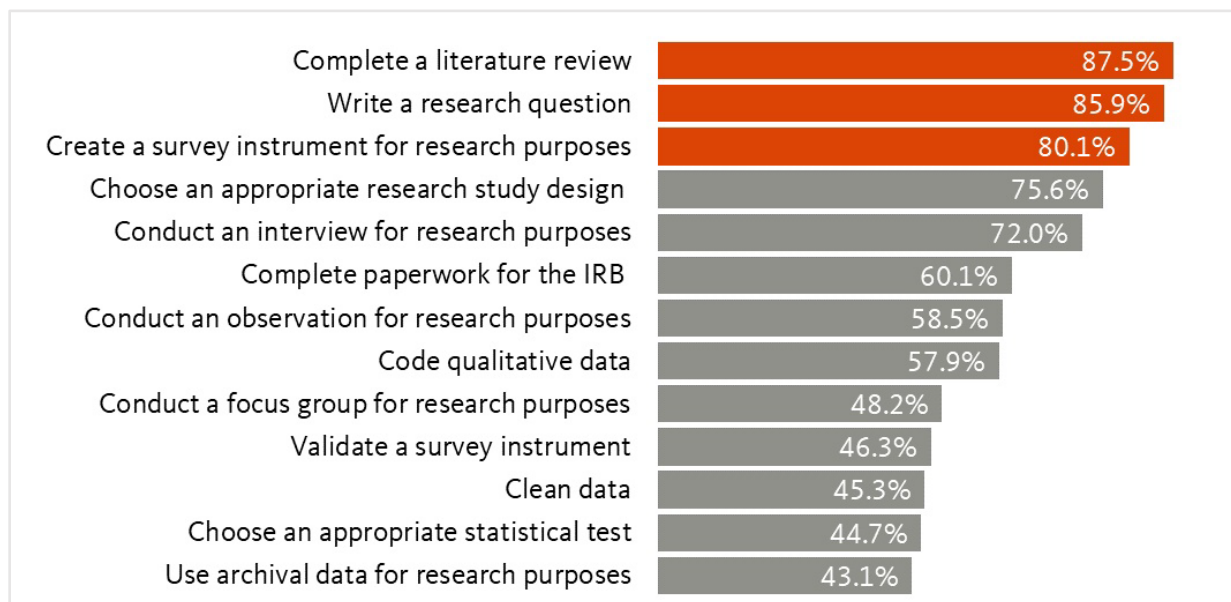 Complete a literature review 87.5%
Write a research question 85.9%
Create a survey instrument for research purposes 80.1%
Choose an appropriate research study design 75.6%
Conduct an interview for research purposes 72.0%
Complete paperwork for the IRB 60.1%
Conduct an observation for research purposes 58.5%
Code qualitative data 57.9%
Conduct a focus group for research purposes 48.2%
Validate a survey instrument 46.3%
Clean data 45.3%
Choose an appropriate statistical test 44.7%
Use archival data for research purposes 43.1%